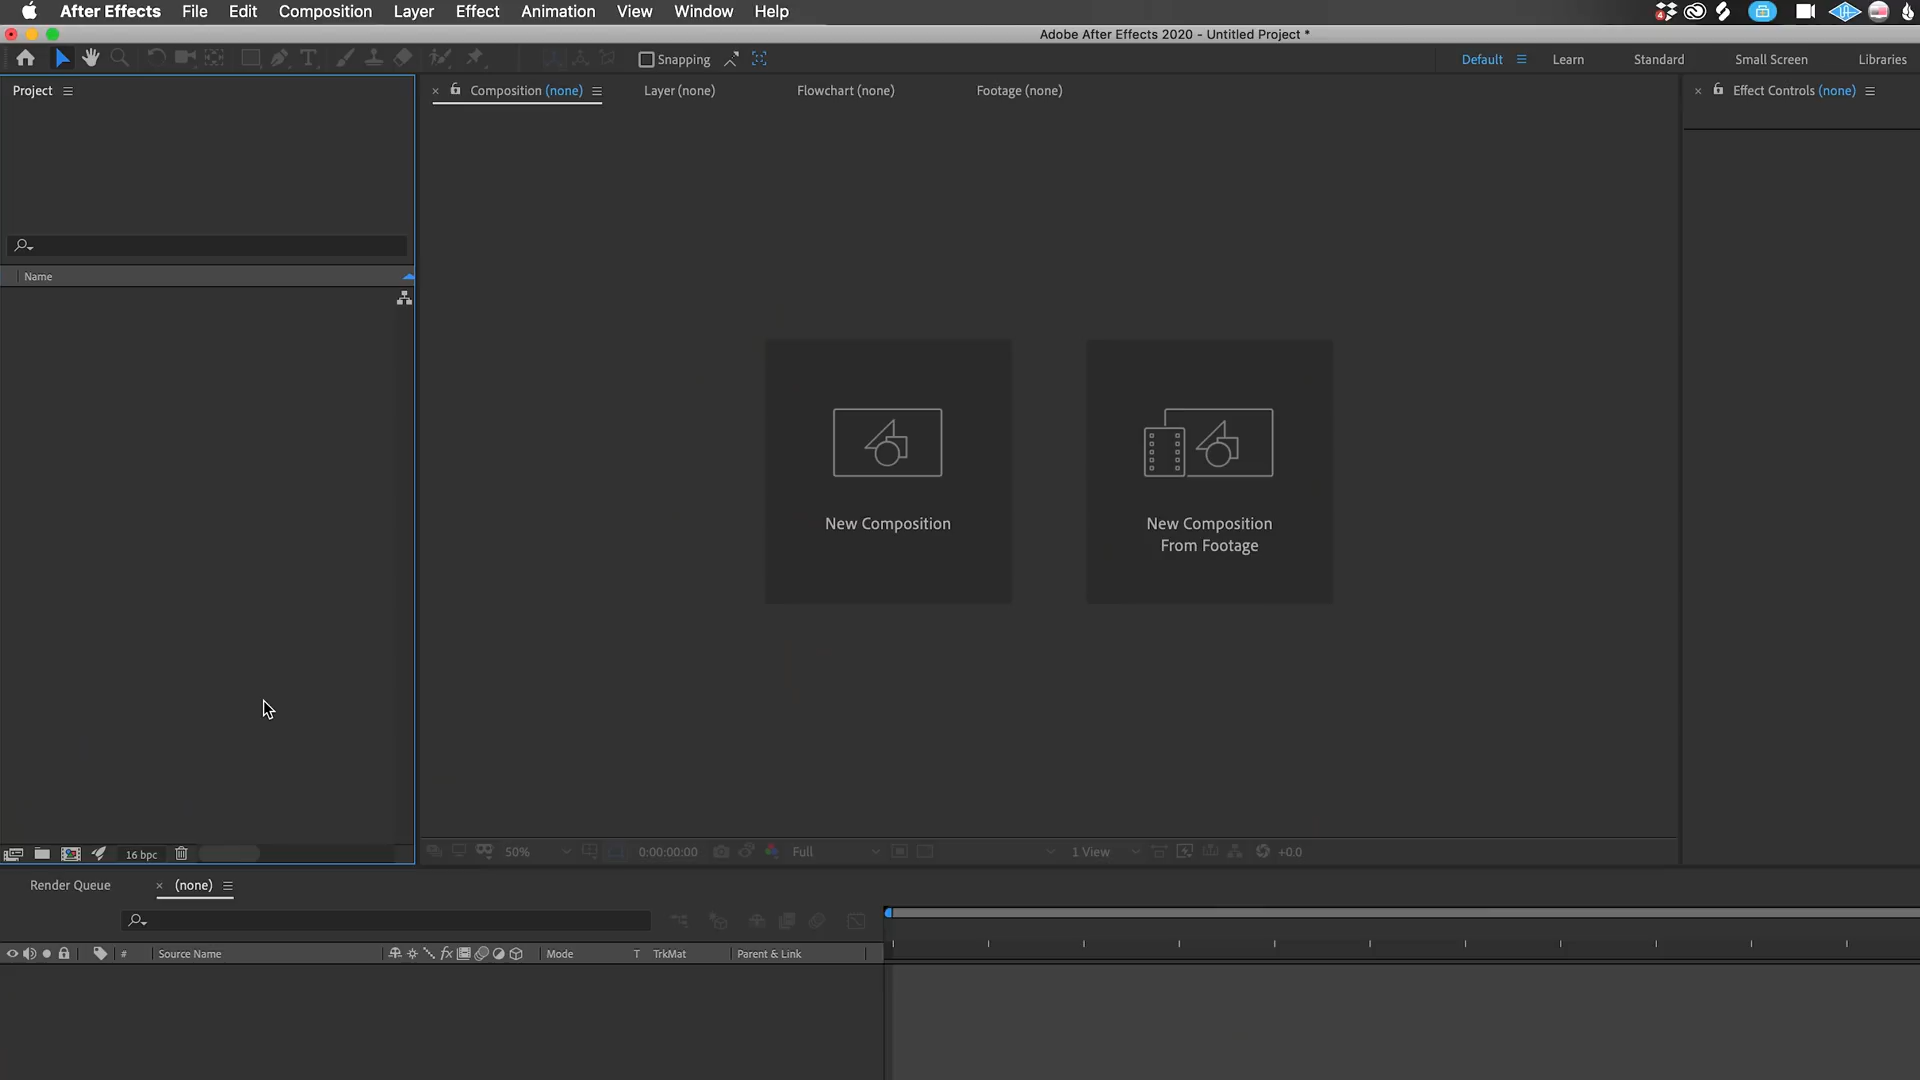 After Effects File Edit Composition Layer Effect Animation View Window Help
4
Adobe After Effects 2020 - Untitled Project *
Snapping
Default
Learn
Standard
Small Screen
Libraries
Project
× Composition (none)
Layer (none)
Flowchart (none)
Footage (none)
× Effect Controls (none)
Name
New Composition
New Composition
From Footage
16 bpc
50%
0:00:00:00
Full
1 View
+0.0
Render Queue
× (none)
#
Source Name
fx
Mode
T
TrkMat
Parent & Link